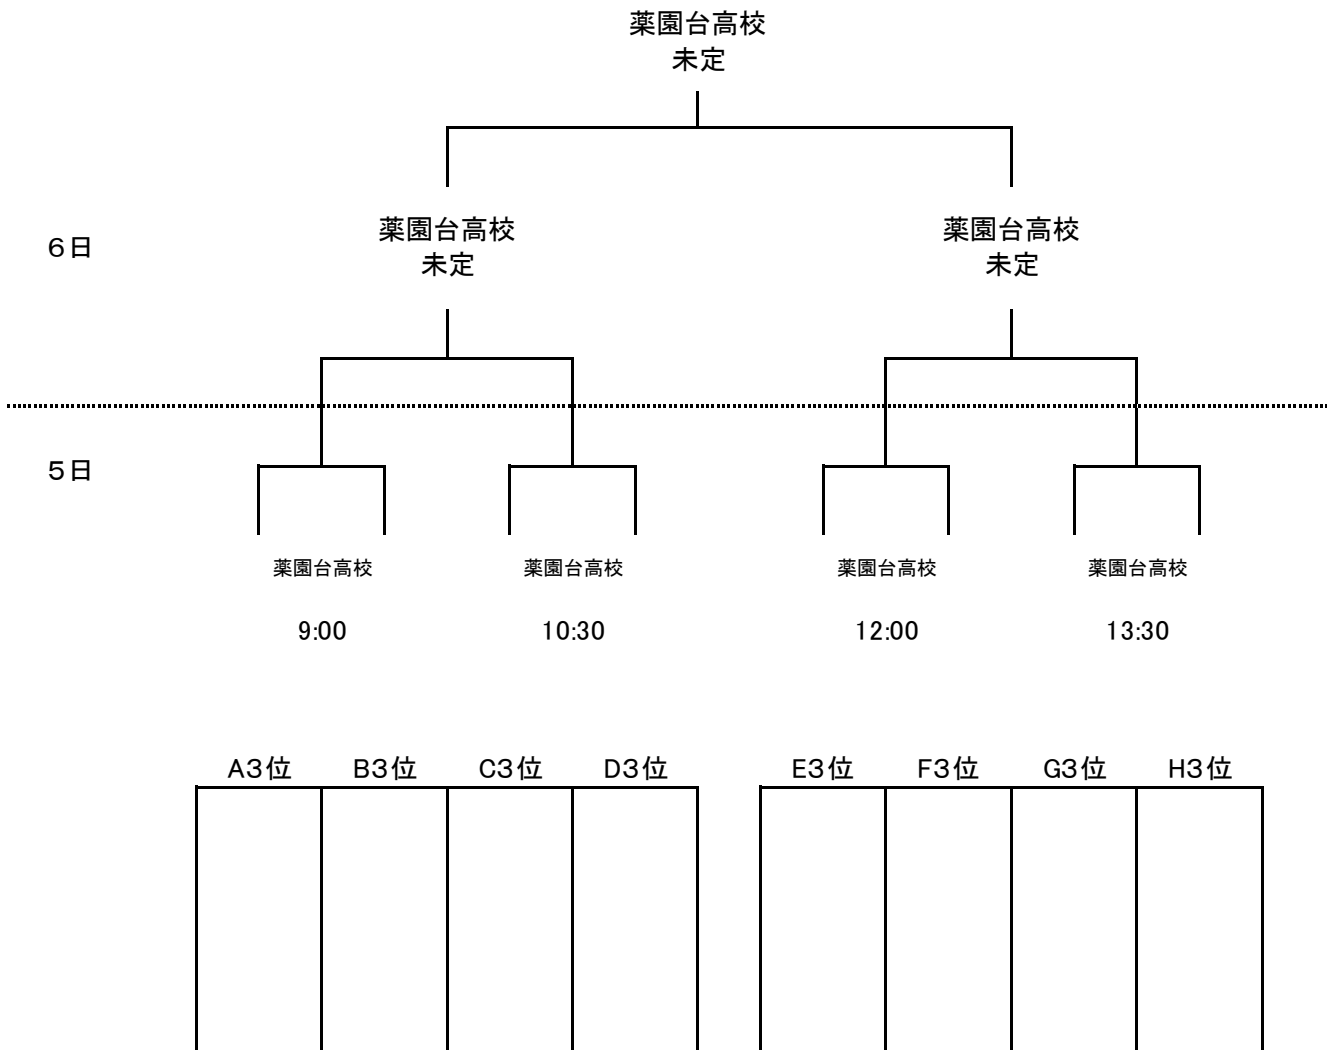 薬園台高校
未定
６日
薬園台高校
未定
薬園台高校
未定
５日
薬園台高校
薬園台高校
薬園台高校
薬園台高校
9:00
10:30
12:00
13:30
A３位
B３位
C３位
D３位
E３位
F３位
G３位
H３位